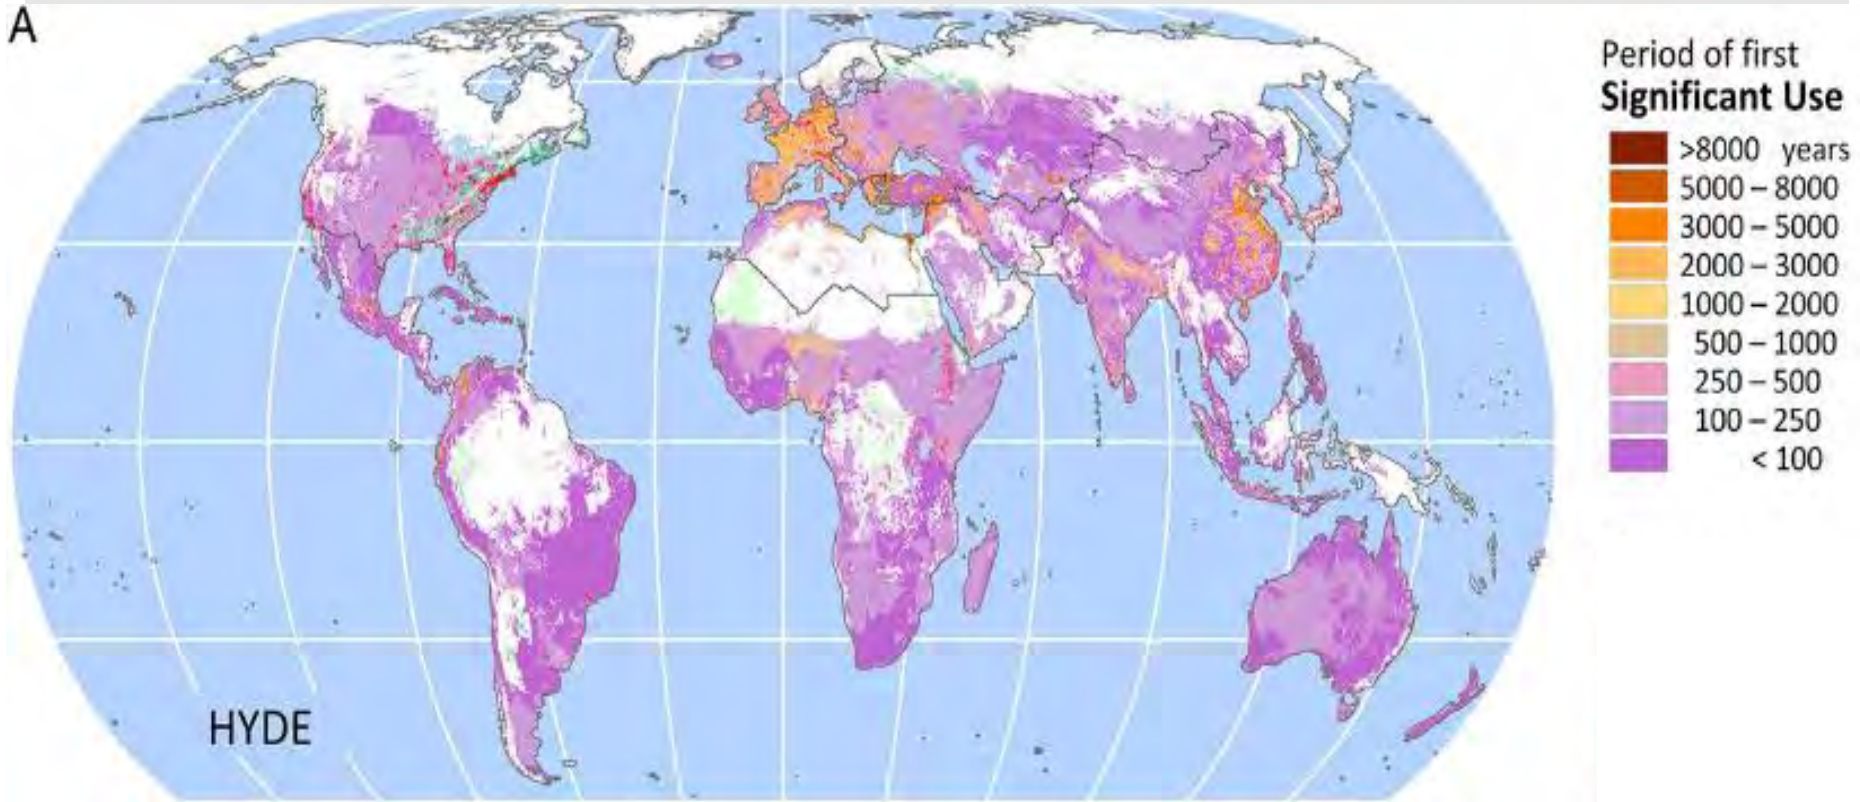 A
Period of first
Significant Use
>8000 years
5000 – 8000
3000 – 5000
2000 – 3000
1000 – 2000
500 – 1000
250 – 500
100 – 250
< 100
HYDE